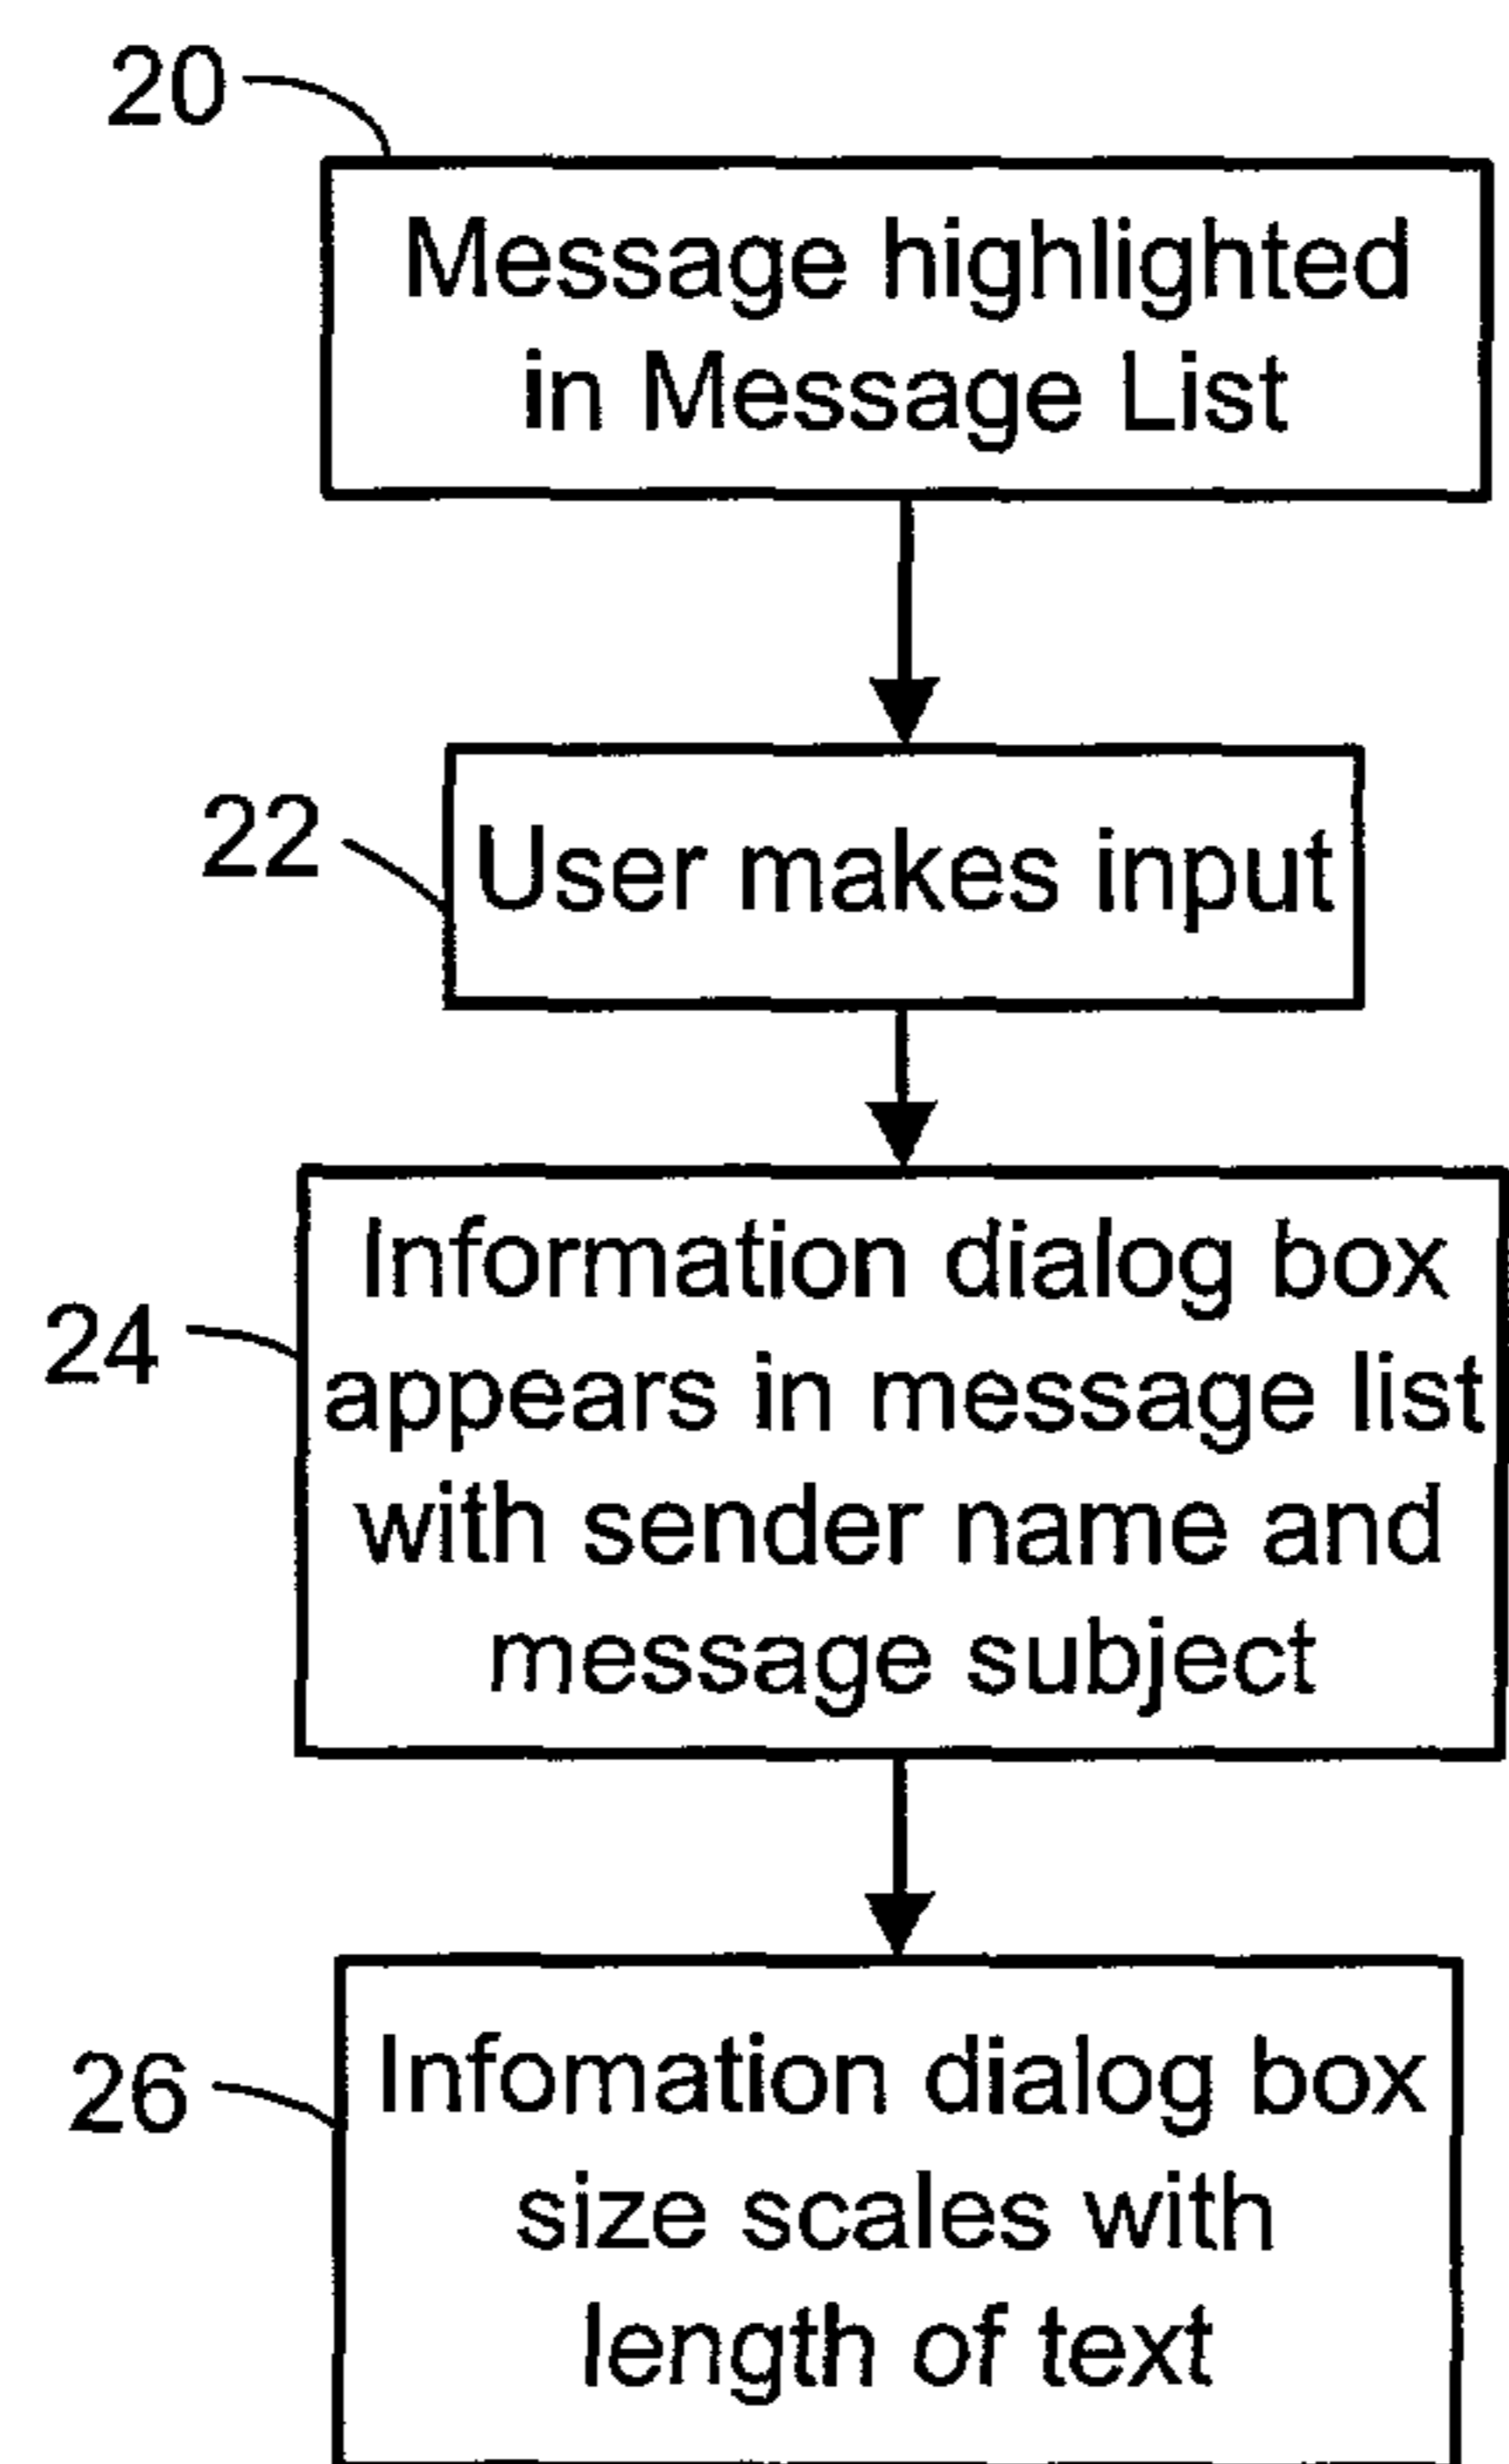 20
Message highlighted
in Message List
22
User makes input
24
Information dialog box
appears in message list
with sender name and
message subject
26
Infomation dialog box
size scales with
length of text